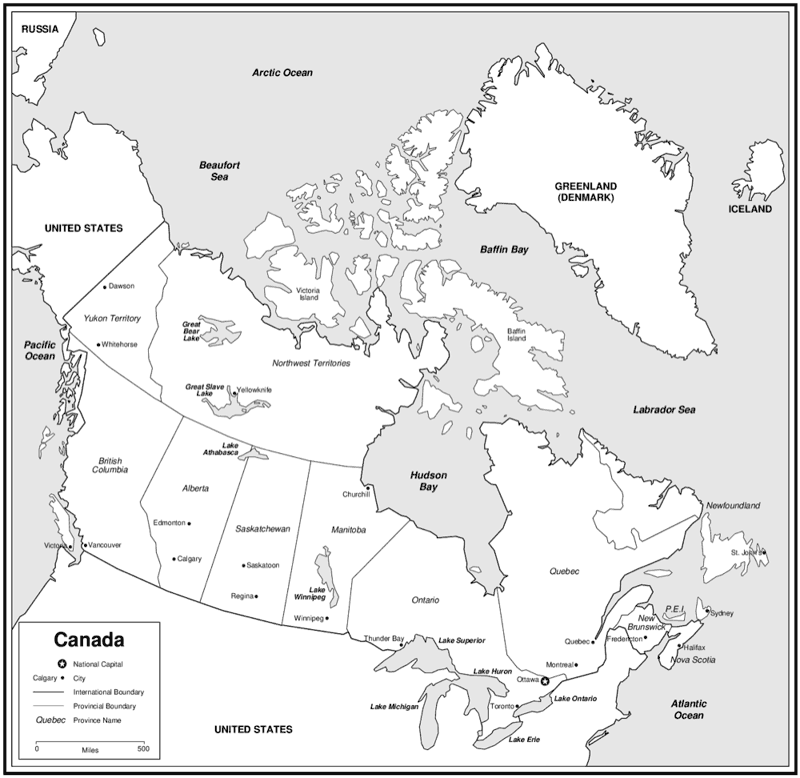 RUSSIA
Arctic Ocean
Beaufort
Sea
GREENLAND
(DENMARK)
ICELAND
UNITED STATES
Baffin Bay
Dawson
Victoria
Island
Yukon Territory
Great
Bear
Lake
Baffin
Island
Pacific
Ocean
Whitehorse
Northwest Territories
Great Slave
Lake
Yellowknife
Labrador Sea
Lake
Athabasca
British
Columbia
Hudson
Bay
Alberta
Churchill
Newfoundland
Edmonton
Saskatchewan
Manitoba
Victoria
Vancouver
St. John's
Calgary
Saskatoon
Quebec
Regina
Lake
Winnipeg
Ontario
P.E.I.
Sydney
Winnipeg
New
Brunswick
Thunder Bay
Lake Superior
Quebec
Fredericton
Halifax
Nova Scotia
Montreal
Lake Huron
Ottawa
Lake Michigan
Toronto
Lake Ontario
Atlantic
Ocean
UNITED STATES
Lake Erie
Canada
National Capital
Calgary
City
International Boundary
Provincial Boundary
Quebec
Province Name
0
Miles
500